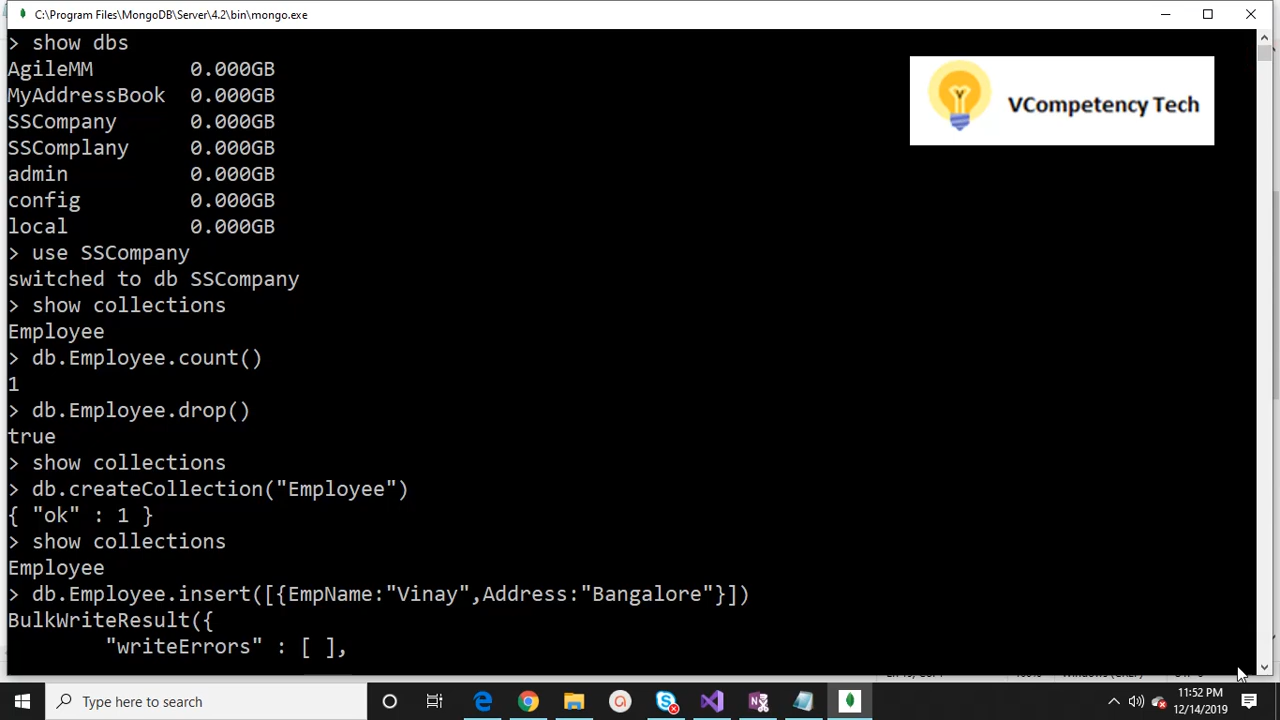 C:\Program Files\MongoDB\Server\4.2\bin\mongo.exe
> show dbs
AgileMM 0.000GB
MyAddressBook 0.000GB
SSCompany 0.000GB
SSComplany 0.000GB
admin 0.000GB
config 0.000GB
local 0.000GB
> use SSCompany
switched to db SSCompany
> show collections
Employee
> db.Employee.count()
1
> db.Employee.drop()
true
> show collections
> db.createCollection("Employee")
{ "ok" : 1 }
> show collections
Employee
> db.Employee.insert([{EmpName:"Vinay",Address:"Bangalore"}])
BulkWriteResult({
"writeErrors" : [ ],
VCompetency Tech
Type here to search
11:52 PM
12/14/2019